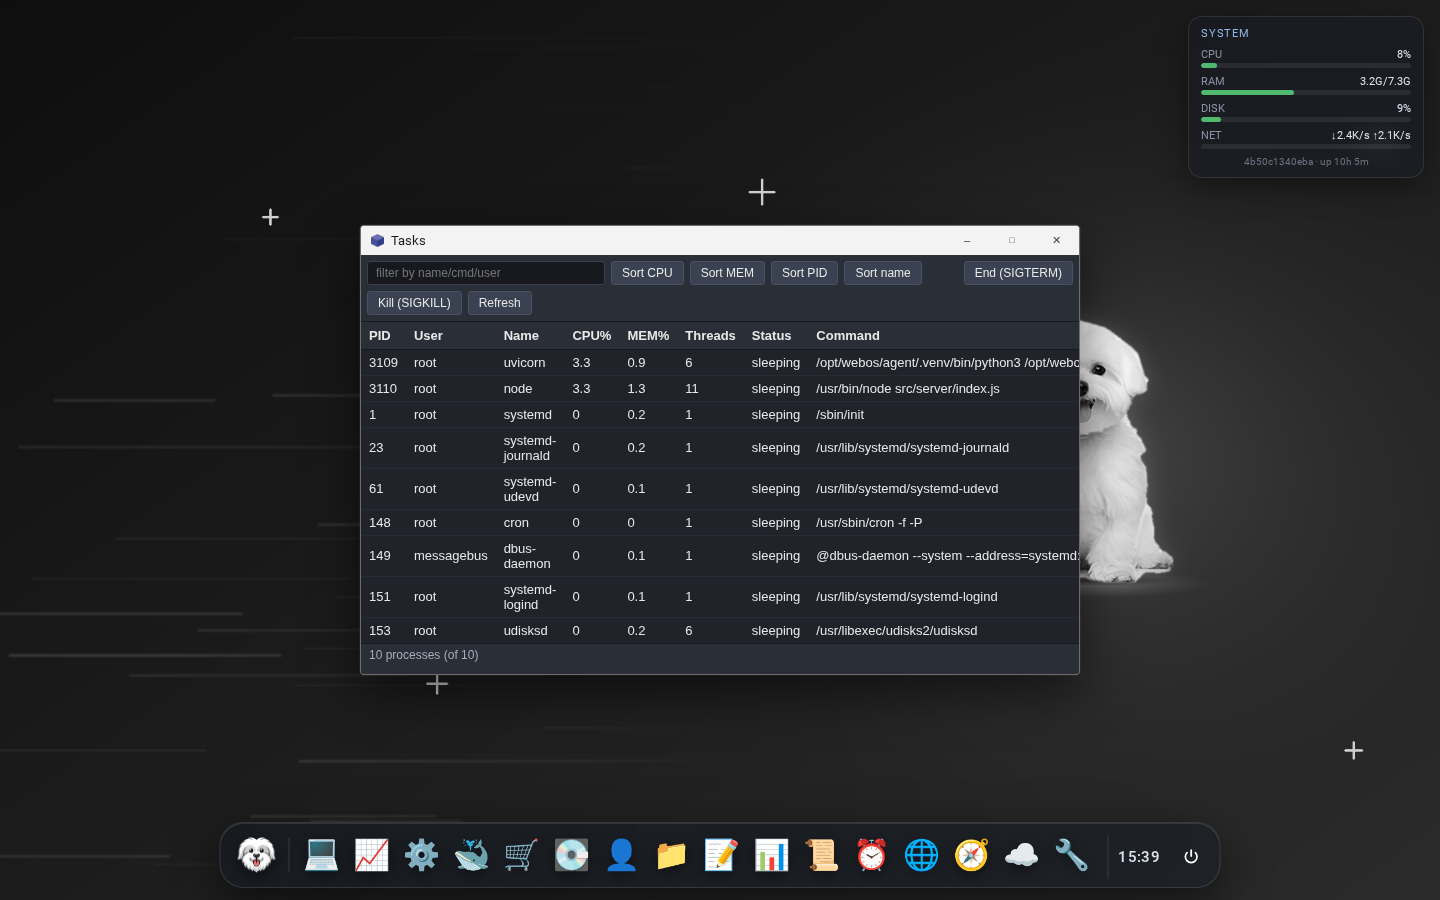 SYSTEM
CPU 8%
RAM 3.2G/7.3G
DISK 9%
NET ↓2.4K/s ↑2.1K/s
4b50c1340eba · up 10h 5m
Tasks
filter by name/cmd/user Sort CPU Sort MEM Sort PID Sort name End (SIGTERM)
Kill (SIGKILL) Refresh
PID User Name CPU% MEM% Threads Status Command
3109 root uvicorn 3.3 0.9 6 sleeping /opt/webos/agent/.venv/bin/python3 /opt/webo
3110 root node 3.3 1.3 11 sleeping /usr/bin/node src/server/index.js
1 root systemd 0 0.2 1 sleeping /sbin/init
23 root systemd-journald 0 0.2 1 sleeping /usr/lib/systemd/systemd-journald
61 root systemd-udevd 0 0.1 1 sleeping /usr/lib/systemd/systemd-udevd
148 root cron 0 0 1 sleeping /usr/sbin/cron -f -P
149 messagebus dbus-daemon 0 0.1 1 sleeping @dbus-daemon --system --address=systemd:
151 root systemd-logind 0 0.1 1 sleeping /usr/lib/systemd/systemd-logind
153 root udisksd 0 0.2 6 sleeping /usr/libexec/udisks2/udisksd
10 processes (of 10)
15:39